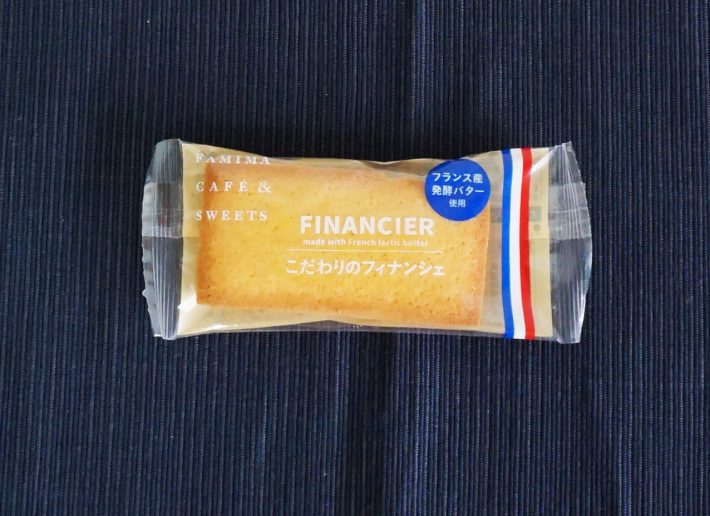 FAMIMA
CAFÉ &
SWEETS
フランス産
発酵バター
使用
FINANCIER
made with French lactic butter
こだわりのフィナンシェ